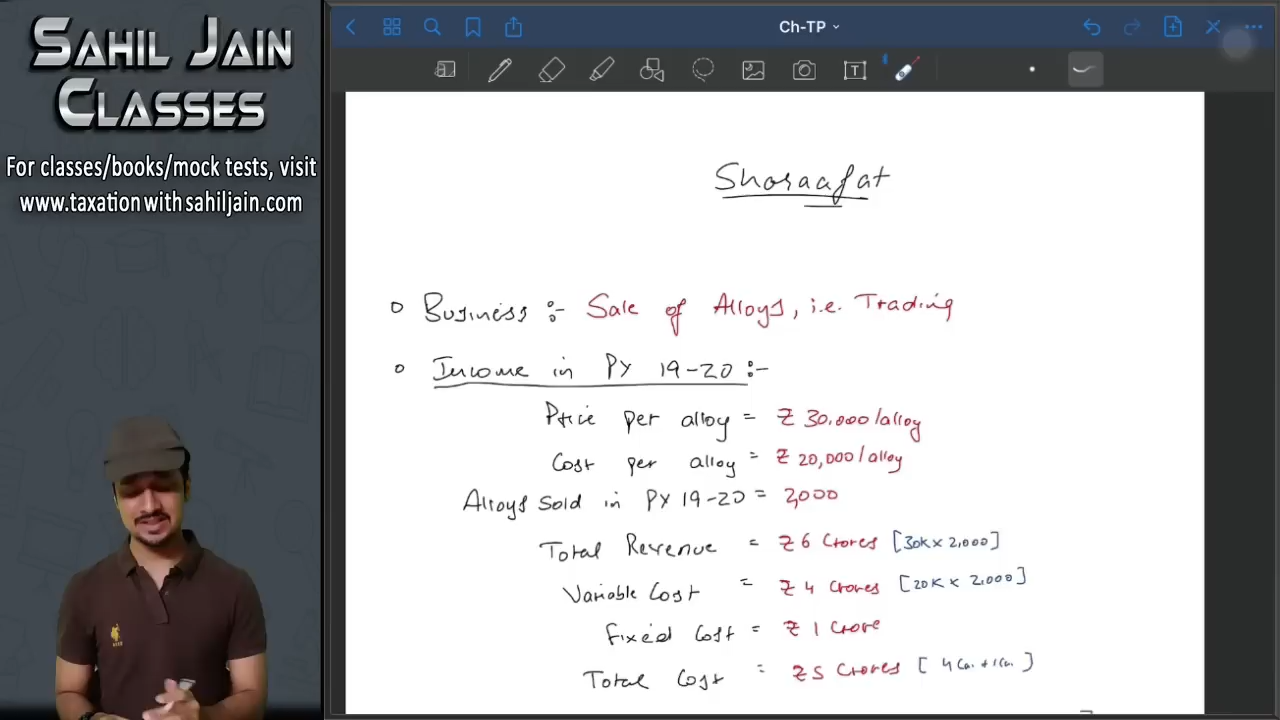 SAHIL JAIN
CLASSES
For classes/books/mock tests, visit
www.taxationwithsahiljain.com
Ch-TP
Sharaafat
Business :- Sale of Alloys, i.e. Trading
Income in PY 19-20 :-
Price per alloy = ₹ 30,000/alloy
Cost per alloy = ₹ 20,000/alloy
Alloys Sold in PY 19-20 = 2,000
Total Revenue = ₹ 6 Crores [30K x 2,000]
Variable Cost = ₹ 4 Crores [20K x 2,000]
Fixed Cost = ₹ 1 Crore
Total Cost = ₹ 5 Crores [4 Cr. + 1 Cr.]